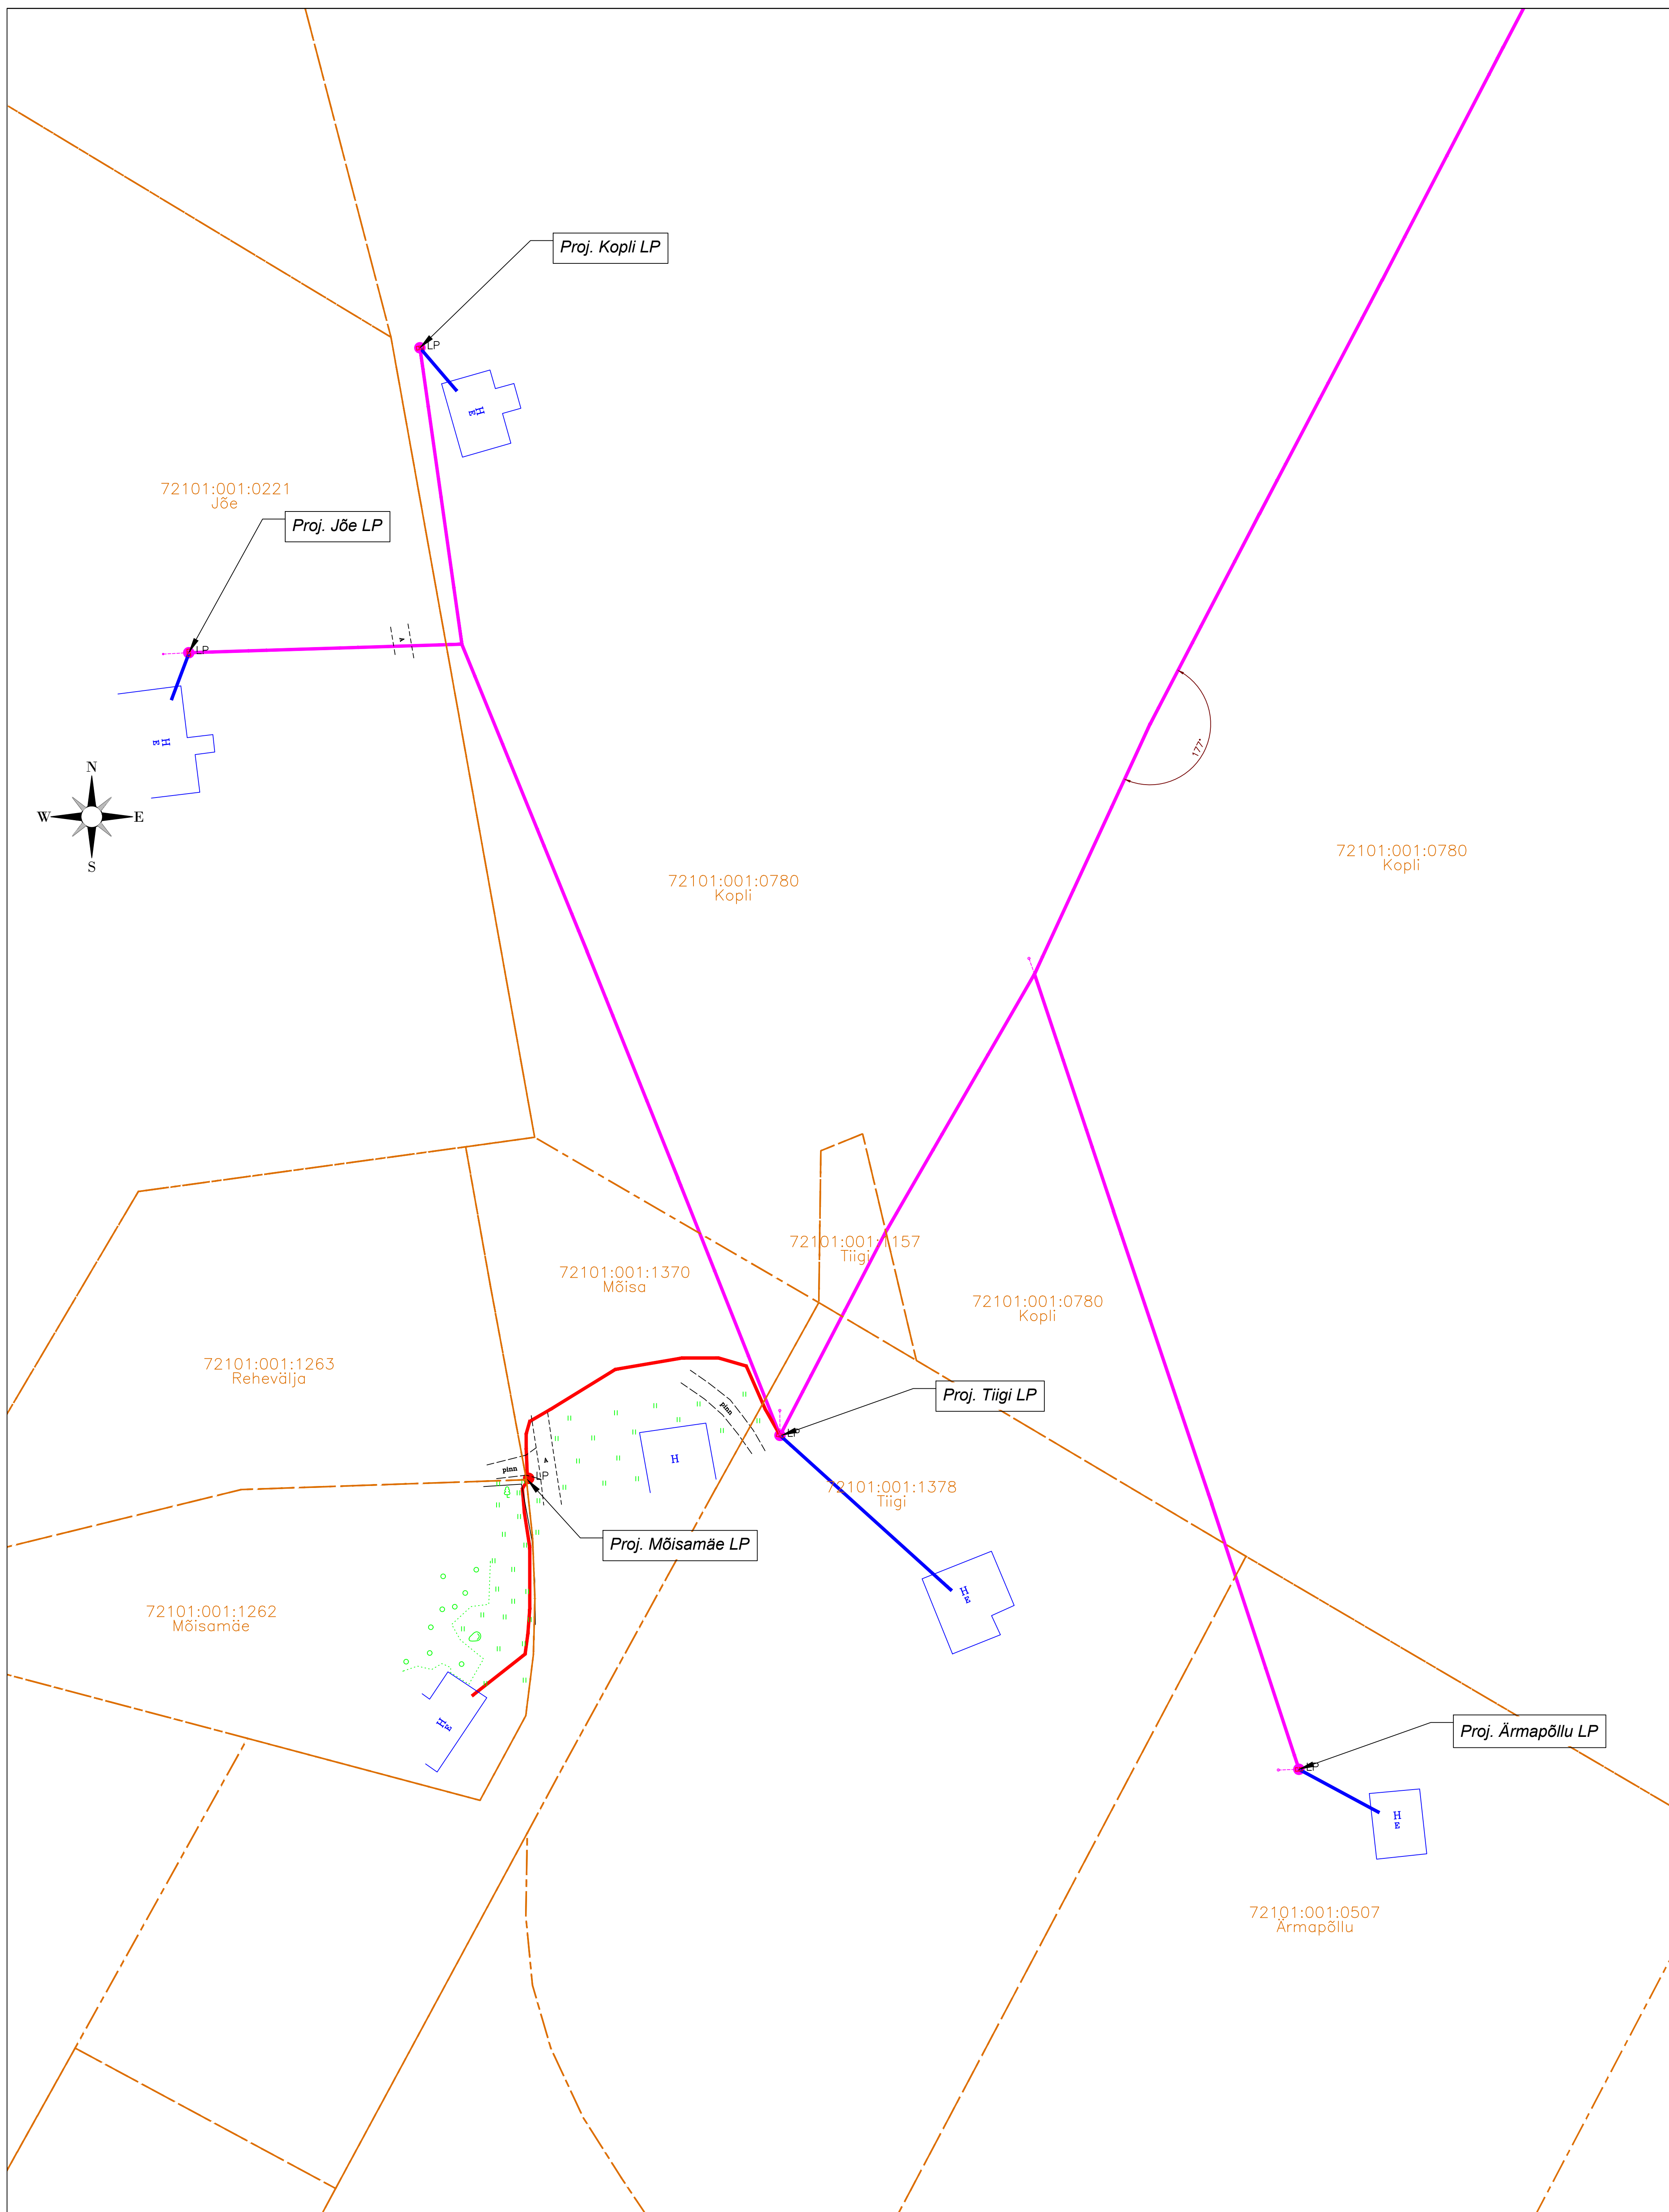 Proj. Kopli LP
LP
H
E
72101:001:0221
Jõe
Proj. Jõe LP
A
LP
H
E
N
W
E
S
177°
72101:001:0780
Kopli
72101:001:0780
Kopli
72101:001:1157
Tiigi
72101:001:1370
Mõisa
72101:001:0780
Kopli
72101:001:1263
Rehevälja
Proj. Tiigi LP
pinn
LP
H
A
pinn
LP
72101:001:1378
Tiigi
Proj. Mõisamäe LP
H
E
72101:001:1262
Mõisamäe
H
E
Proj. Ärmapõllu LP
LP
H
E
72101:001:0507
Ärmapõllu